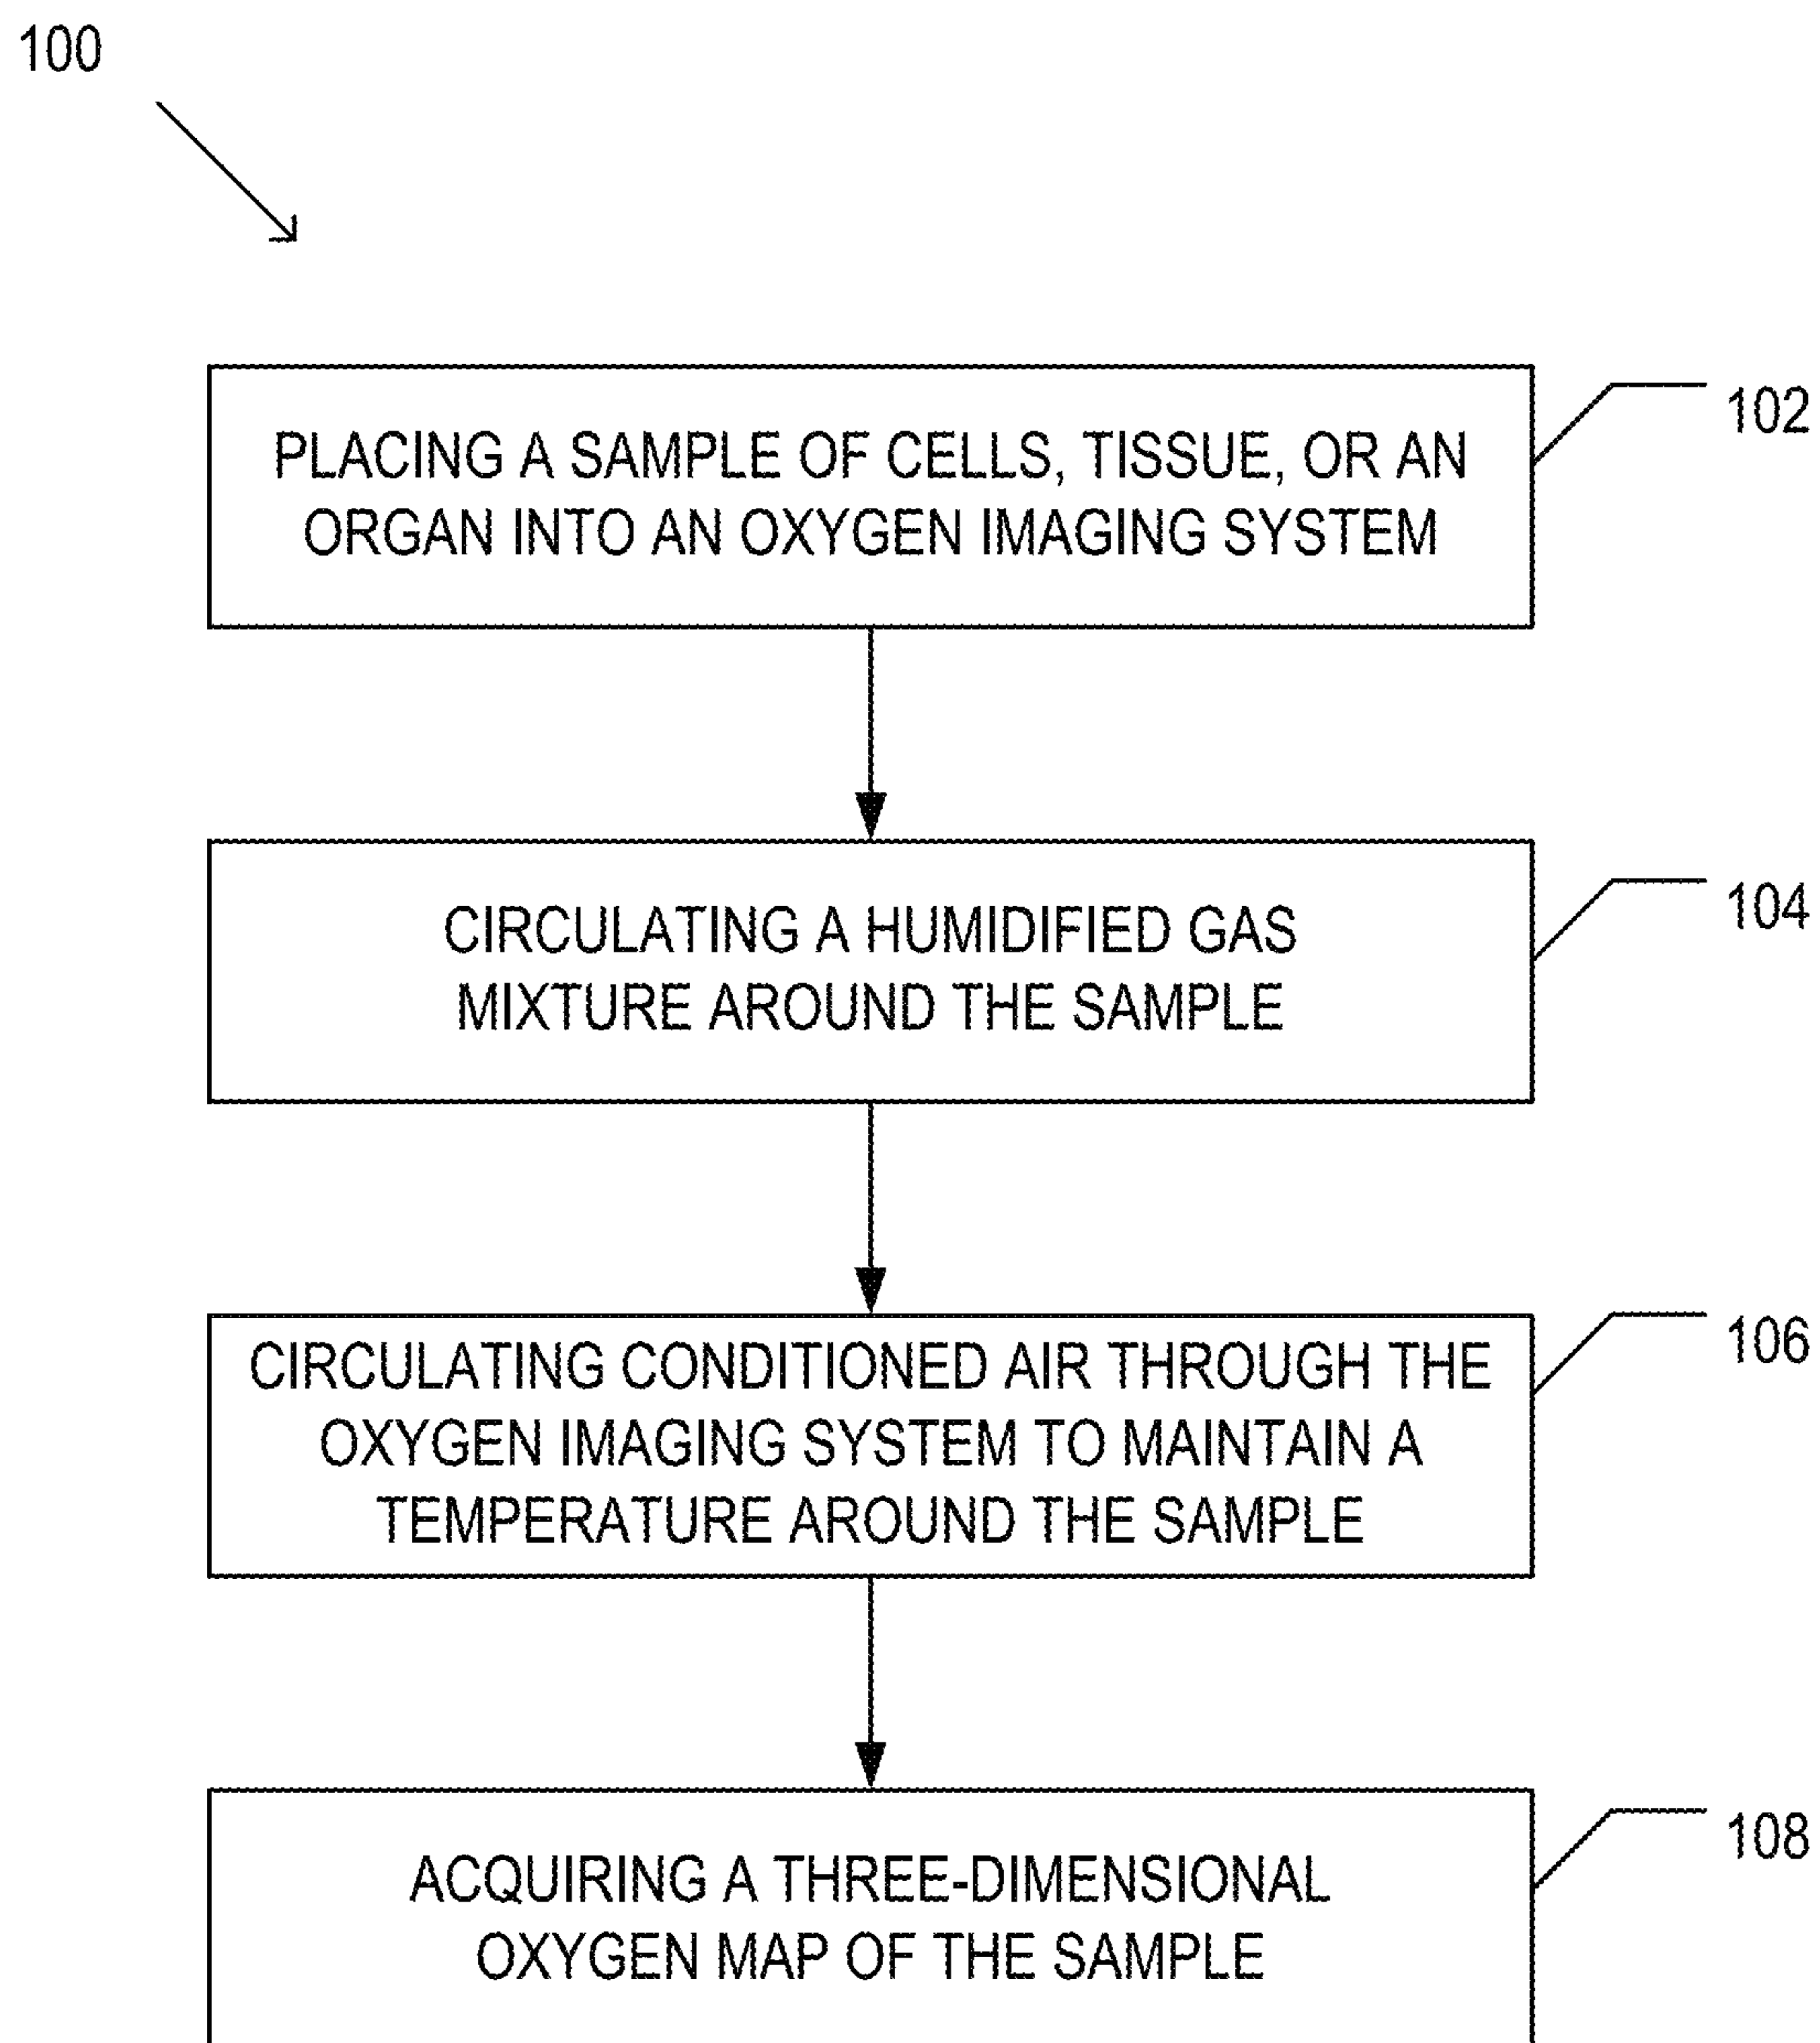 100
PLACING A SAMPLE OF CELLS, TISSUE, OR AN
ORGAN INTO AN OXYGEN IMAGING SYSTEM
102
CIRCULATING A HUMIDIFIED GAS
MIXTURE AROUND THE SAMPLE
104
CIRCULATING CONDITIONED AIR THROUGH THE
OXYGEN IMAGING SYSTEM TO MAINTAIN A
TEMPERATURE AROUND THE SAMPLE
106
ACQUIRING A THREE-DIMENSIONAL
OXYGEN MAP OF THE SAMPLE
108